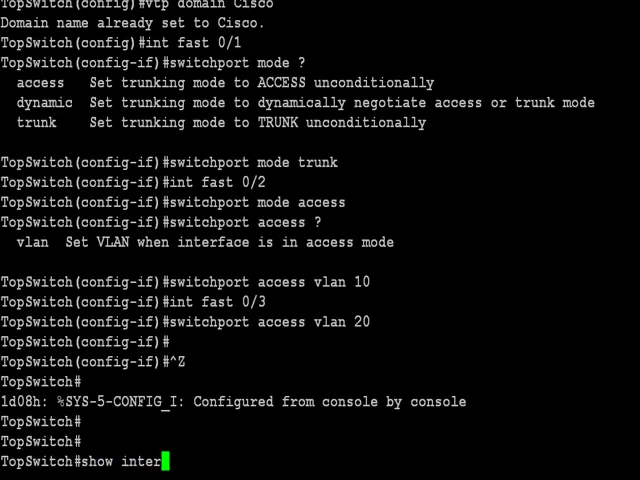 TopSwitch(config)#vtp domain Cisco
Domain name already set to Cisco.
TopSwitch(config)#int fast 0/1
TopSwitch(config-if)#switchport mode ?
access Set trunking mode to ACCESS unconditionally
dynamic Set trunking mode to dynamically negotiate access or trunk mode
trunk Set trunking mode to TRUNK unconditionally
TopSwitch(config-if)#switchport mode trunk
TopSwitch(config-if)#int fast 0/2
TopSwitch(config-if)#switchport mode access
TopSwitch(config-if)#switchport access ?
vlan Set VLAN when interface is in access mode
TopSwitch(config-if)#switchport access vlan 10
TopSwitch(config-if)#int fast 0/3
TopSwitch(config-if)#switchport access vlan 20
TopSwitch(config-if)#
TopSwitch(config-if)#^Z
TopSwitch#
1d08h: %SYS-5-CONFIG_I: Configured from console by console
TopSwitch#
TopSwitch#
TopSwitch#show inter